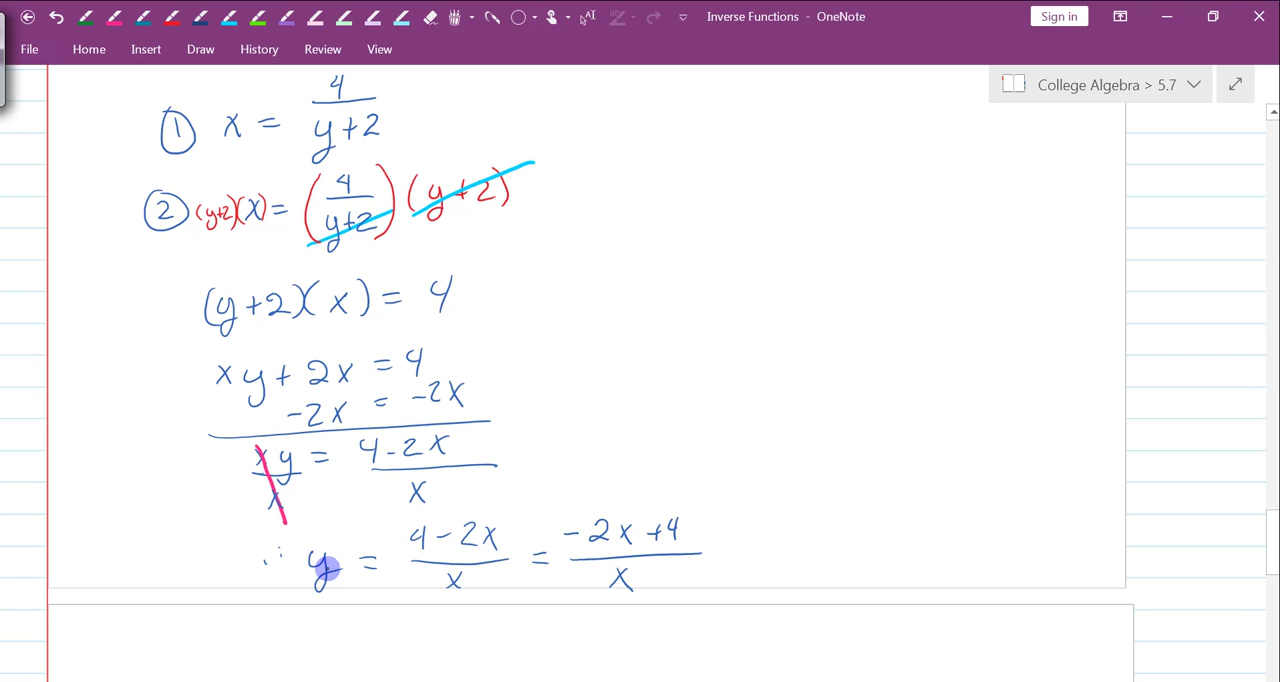 Inverse Functions - OneNote
Sign in
File Home Insert Draw History Review View
College Algebra > 5.7
① x = 4/(y+2)
② (y+2)(x) = (4/(y+2)) (y+2)
(y+2)(x) = 4
xy + 2x = 4
-2x = -2x
xy/x = (4-2x)/x
∴ y = (4-2x)/x = (-2x+4)/x